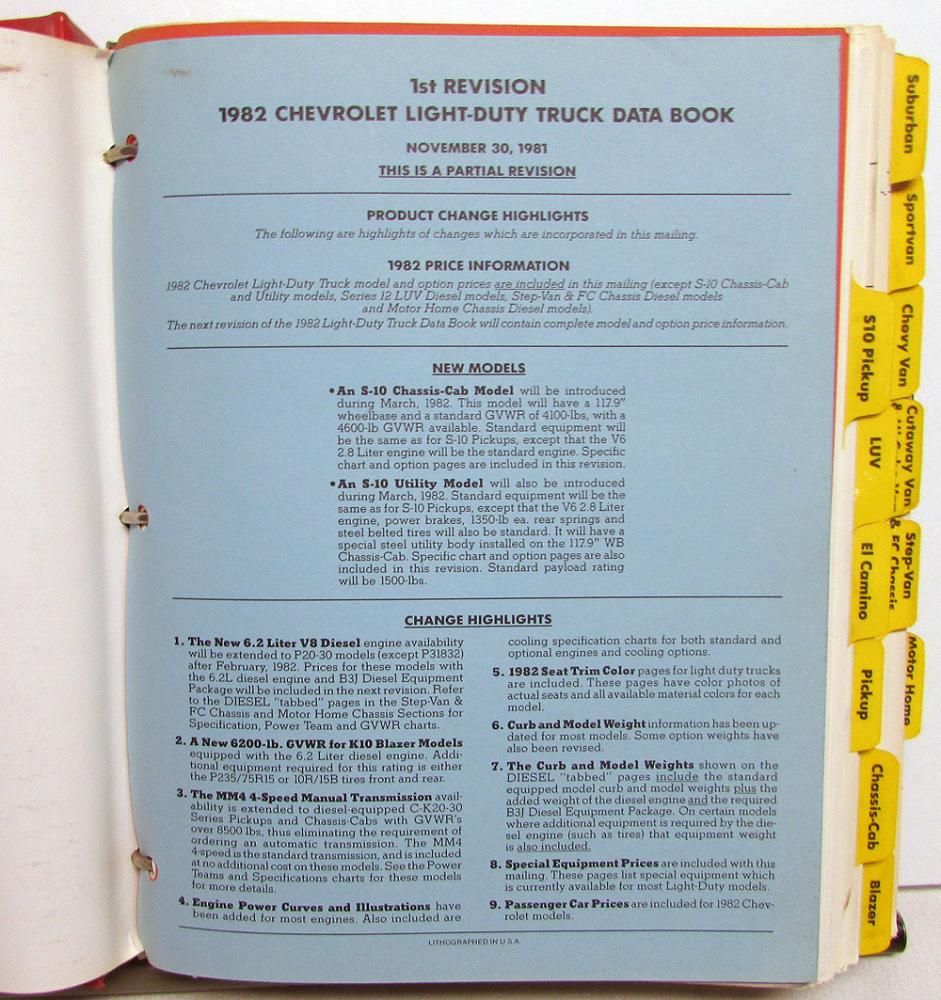 1st REVISION
1982 CHEVROLET LIGHT-DUTY TRUCK DATA BOOK
NOVEMBER 30, 1981
THIS IS A PARTIAL REVISION
PRODUCT CHANGE HIGHLIGHTS
The following are highlights of changes which are incorporated in this mailing.
1982 PRICE INFORMATION
1982 Chevrolet Light-Duty Truck model and option prices are included in this mailing (except S-10 Chassis-Cab
and Utility models, Series 12 LUV Diesel models, Step-Van & FC Chassis Diesel models
and Motor Home Chassis Diesel models).
The next revision of the 1982 Light-Duty Truck Data Book will contain complete model and option price information.
NEW MODELS
•An S-10 Chassis-Cab Model will be introduced
during March, 1982. This model will have a 117.9"
wheelbase and a standard GVWR of 4100-lbs, with a
4600-lb GVWR available. Standard equipment will
be the same as for S-10 Pickups, except that the V6
2.8 Liter engine will be the standard engine. Specific
chart and option pages are included in this revision.
•An S-10 Utility Model will also be introduced
during March, 1982. Standard equipment will be the
same as for S-10 Pickups, except that the V6 2.8 Liter
engine, power brakes, 1350-lb ea. rear springs and
steel belted tires will also be standard. It will have a
special steel utility body installed on the 117.9" WB
Chassis-Cab. Specific chart and option pages are also
included in this revision. Standard payload rating
will be 1500-lbs.
CHANGE HIGHLIGHTS
1. The New 6.2 Liter V8 Diesel engine availability
will be extended to P20-30 models (except P31832)
after February, 1982. Prices for these models with
the 6.2L diesel engine and B3J Diesel Equipment
Package will be included in the next revision. Refer
to the DIESEL "tabbed" pages in the Step-Van &
FC Chassis and Motor Home Chassis Sections for
Specification, Power Team and GVWR charts.
2. A New 6200-lb. GVWR for K10 Blazer Models
equipped with the 6.2 Liter diesel engine. Addi-
tional equipment required for this rating is either
the P235/75R15 or 10R/15B tires front and rear.
3. The MM4 4-Speed Manual Transmission avail-
ability is extended to diesel-equipped C-K20-30
Series Pickups and Chassis-Cabs with GVWR's
over 8500 lbs, thus eliminating the requirement of
ordering an automatic transmission. The MM4
4-speed is the standard transmission, and is included
at no additional cost on these models. See the Power
Teams and Specifications charts for these models
for more details.
4. Engine Power Curves and Illustrations have
been added for most engines. Also included are
cooling specification charts for both standard and
optional engines and cooling options.
5. 1982 Seat Trim Color pages for light duty trucks
are included. These pages have color photos of
actual seats and all available material colors for each
model.
6. Curb and Model Weight information has been up-
dated for most models. Some option weights have
also been revised.
7. The Curb and Model Weights shown on the
DIESEL "tabbed" pages include the standard
equipped model curb and model weights plus the
added weight of the diesel engine and the required
B3J Diesel Equipment Package. On certain models
where additional equipment is required by the die-
sel engine (such as tires) that equipment weight
is also included.
8. Special Equipment Prices are included with this
mailing. These pages list special equipment which
is currently available for most Light-Duty models.
9. Passenger Car Prices are included for 1982 Chev-
rolet models.
LITHOGRAPHED IN U.S.A.
Suburban
Sportvan
Chevy Van
Cutaway Van
Step-Van
& FC Chassis
Motor Home
S10 Pickup
LUV
El Camino
Pickup
Chassis-Cab
Blazer